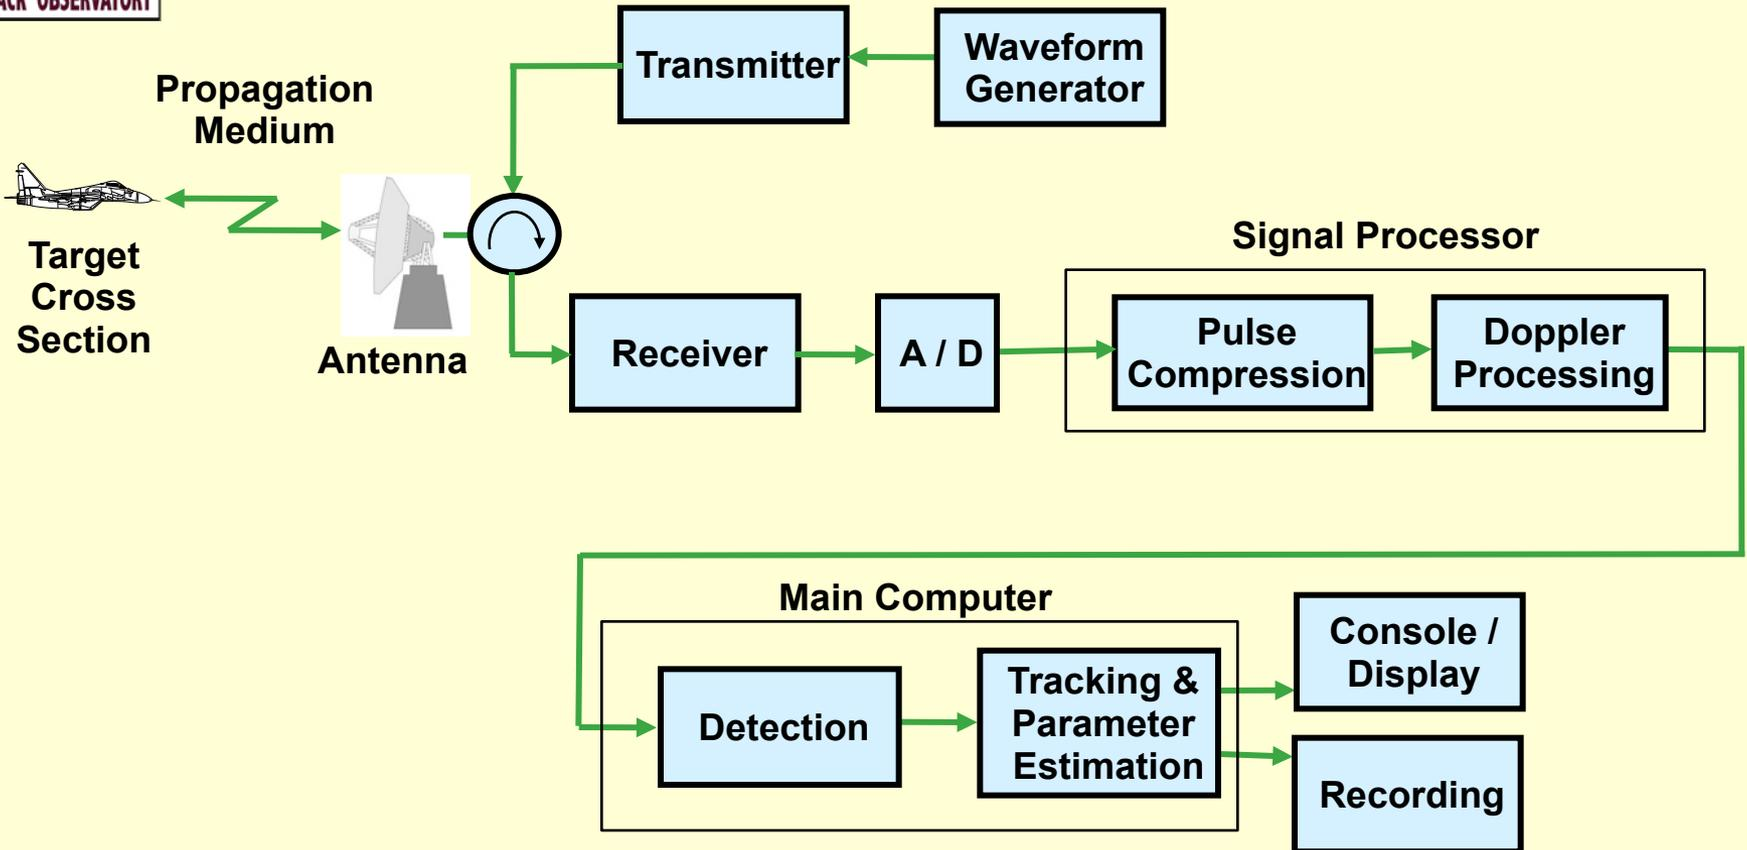 OBSERVATORY
Transmitter
Waveform
Generator
Propagation
Medium
Target
Cross
Section
Antenna
Signal Processor
Receiver
A / D
Pulse
Compression
Doppler
Processing
Main Computer
Detection
Tracking &
Parameter
Estimation
Console /
Display
Recording